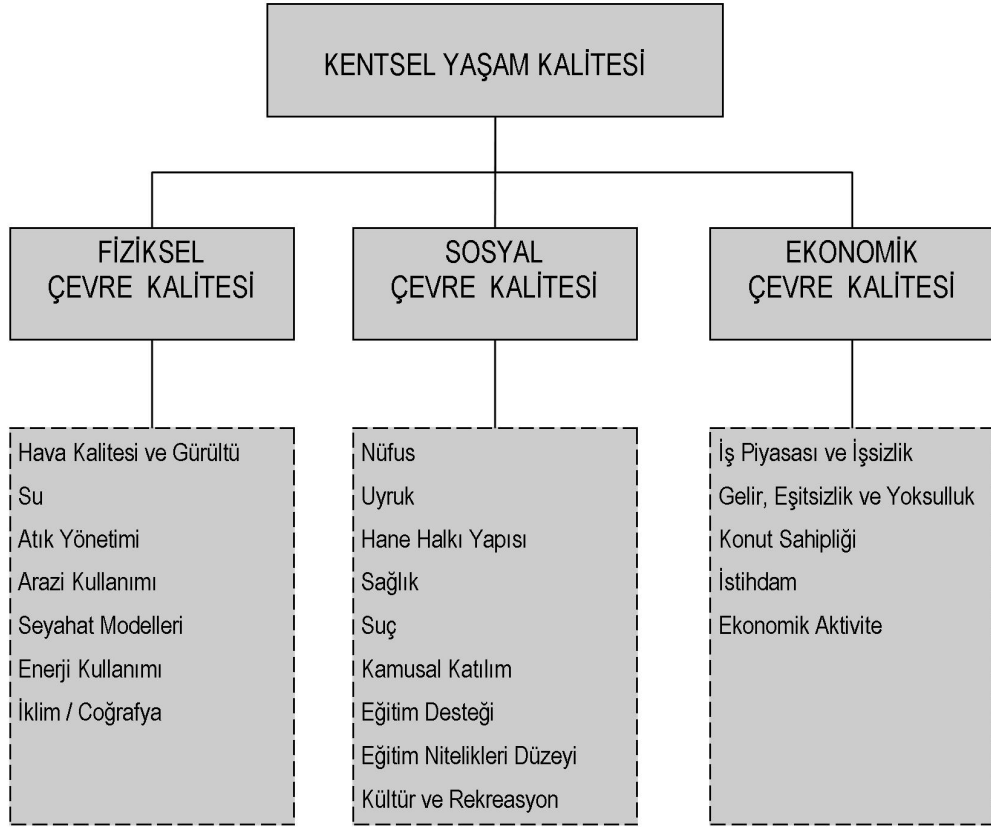 KENTSEL YAŞAM KALİTESİ
FİZİKSEL
ÇEVRE KALİTESİ
SOSYAL
ÇEVRE KALİTESİ
EKONOMİK
ÇEVRE KALİTESİ
Hava Kalitesi ve Gürültü
Su
Atık Yönetimi
Arazi Kullanımı
Seyahat Modelleri
Enerji Kullanımı
İklim / Coğrafya
Nüfus
Uyruk
Hane Halkı Yapısı
Sağlık
Suç
Kamusal Katılım
Eğitim Desteği
Eğitim Nitelikleri Düzeyi
Kültür ve Rekreasyon
İş Piyasası ve İşsizlik
Gelir, Eşitsizlik ve Yoksulluk
Konut Sahipliği
İstihdam
Ekonomik Aktivite